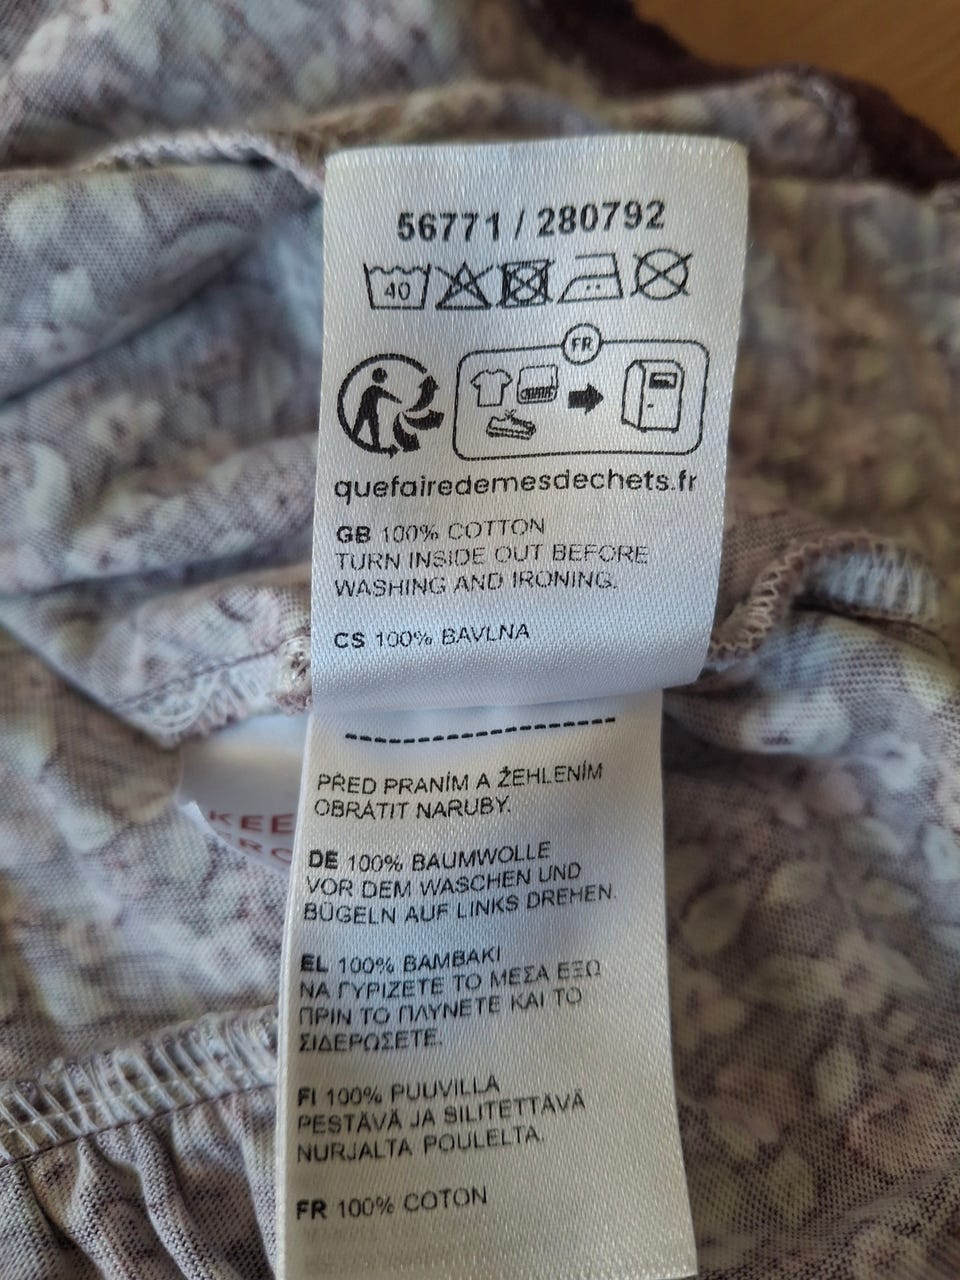 56771 / 280792
40
FR
quefairedemesdechets.fr
GB 100% COTTON
TURN INSIDE OUT BEFORE
WASHING AND IRONING.
CS 100% BAVLNA
PŘED PRANÍM A ŽEHLENÍM
OBRÁTIT NARUBY.
DE 100% BAUMWOLLE
VOR DEM WASCHEN UND
BÜGELN AUF LINKS DREHEN.
EL 100% ΒΑΜΒΑΚΙ
ΝΑ ΓΥΡΙΖΕΤΕ ΤΟ ΜΕΣΑ ΕΞΩ
ΠΡΙΝ ΤΟ ΠΛΥΝΕΤΕ ΚΑΙ ΤΟ
ΣΙΔΕΡΩΣΕΤΕ.
FI 100% PUUVILLA
PESTÄVÄ JA SILITETTÄVÄ
NURJALTA POULELTA.
FR 100% COTON
KEE